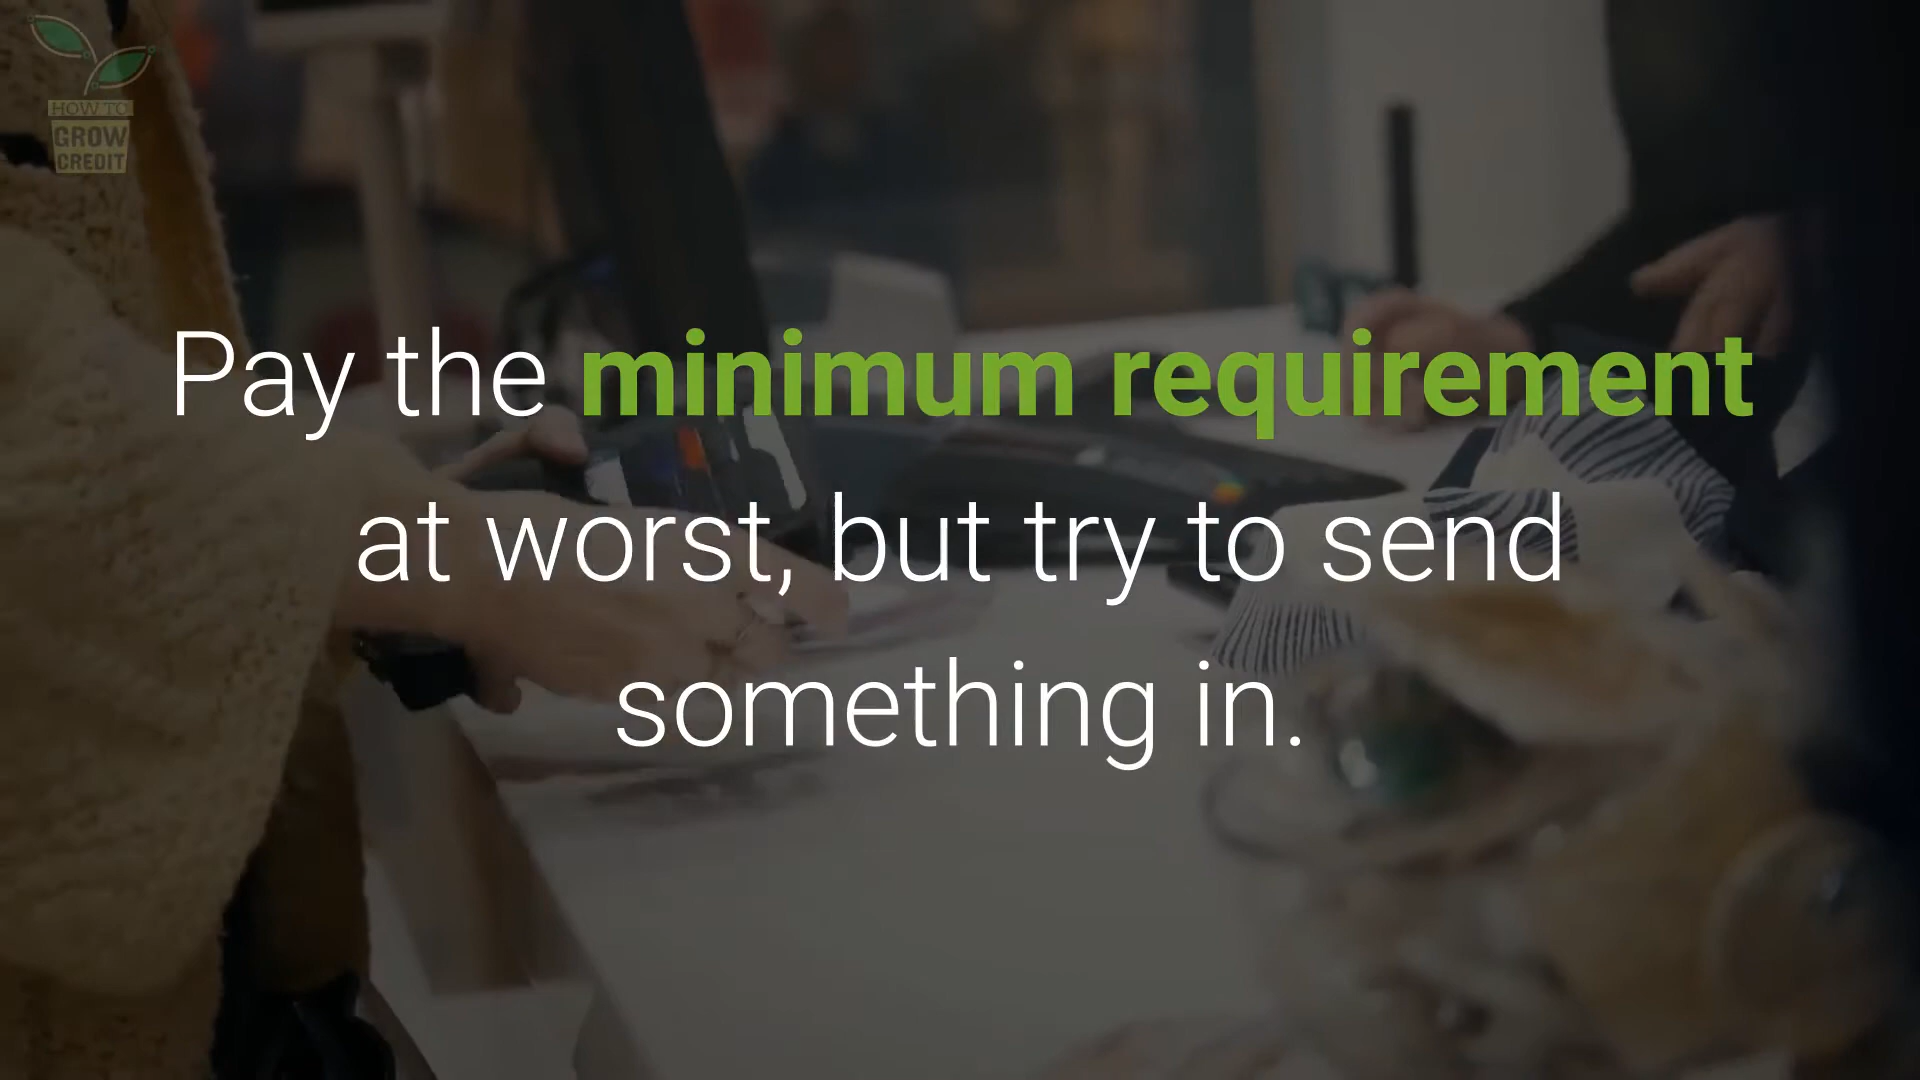 HOW TO
GROW
CREDIT
Pay the minimum requirement
at worst, but try to send
something in.